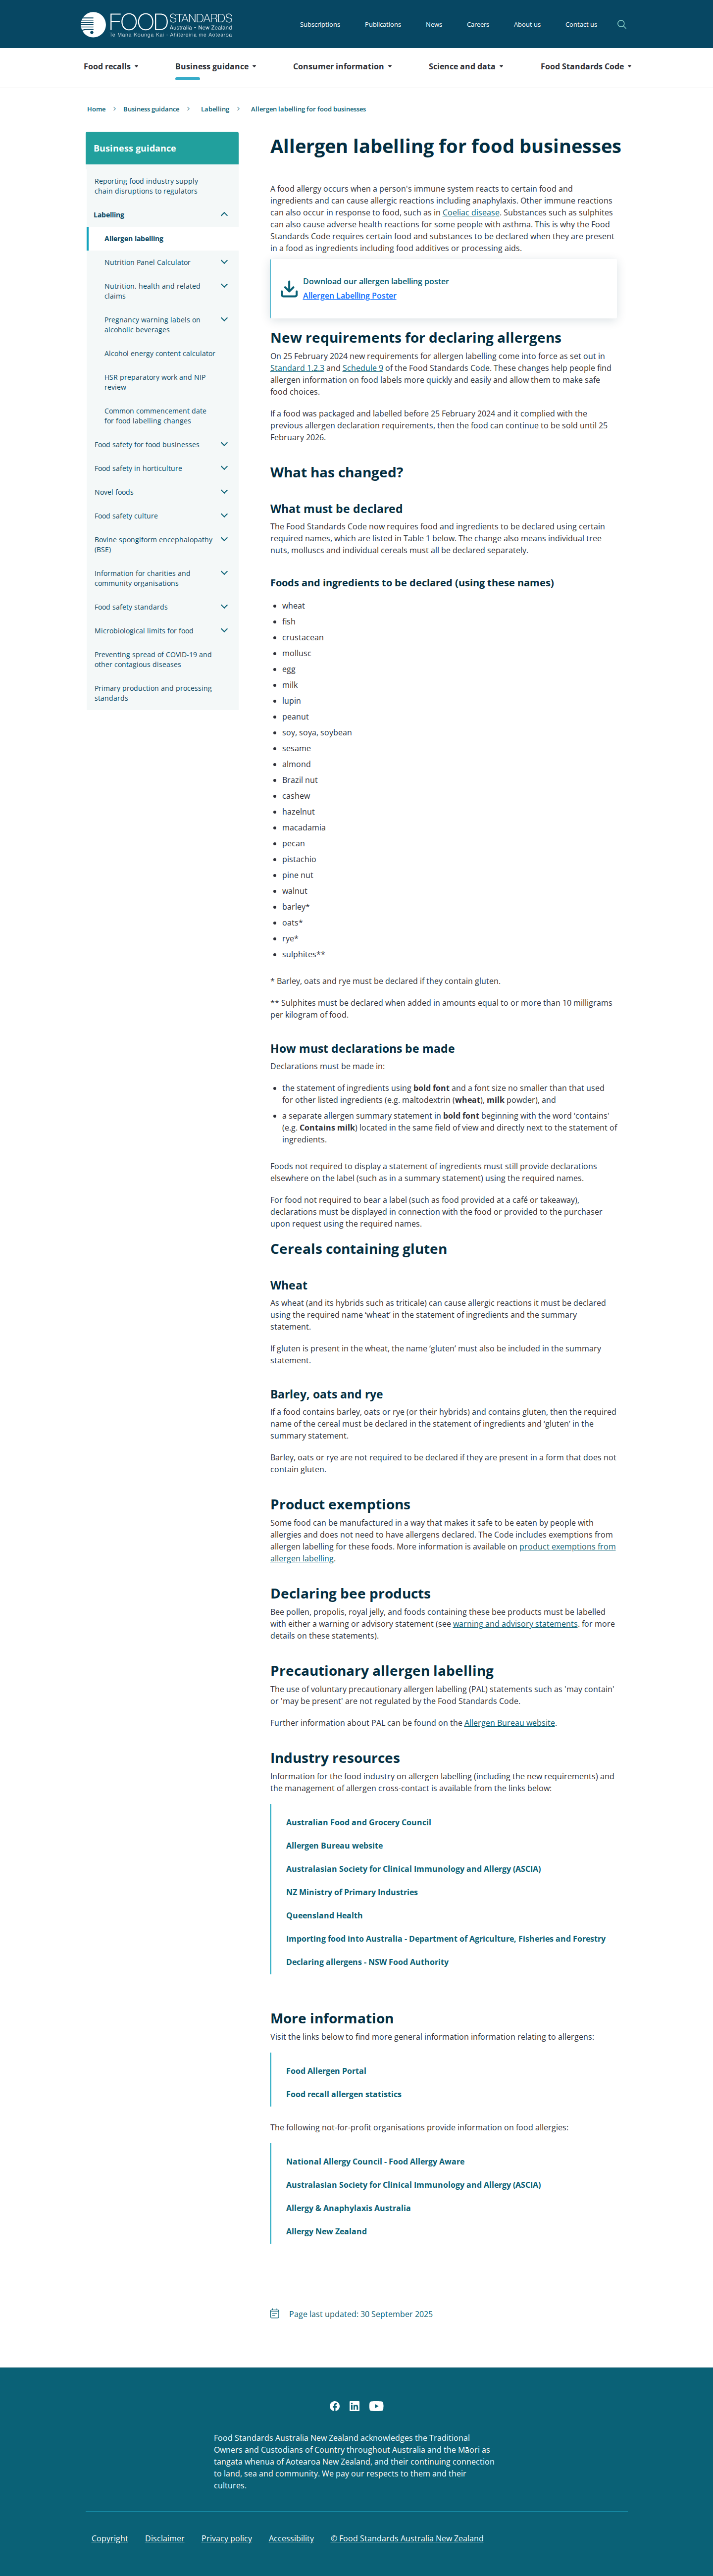 FOOD STANDARDS
Australia • New Zealand
Te Mana Kounga Kai - Ahitereiria me Aotearoa
Subscriptions
Publications
News
Careers
About us
Contact us
Food recalls
Business guidance
Consumer information
Science and data
Food Standards Code
Home
Business guidance
Labelling
Allergen labelling for food businesses
Business guidance
Reporting food industry supply
chain disruptions to regulators
Labelling
Allergen labelling
Nutrition Panel Calculator
Nutrition, health and related
claims
Pregnancy warning labels on
alcoholic beverages
Alcohol energy content calculator
HSR preparatory work and NIP
review
Common commencement date
for food labelling changes
Food safety for food businesses
Food safety in horticulture
Novel foods
Food safety culture
Bovine spongiform encephalopathy
(BSE)
Information for charities and
community organisations
Food safety standards
Microbiological limits for food
Preventing spread of COVID-19 and
other contagious diseases
Primary production and processing
standards
Allergen labelling for food businesses
A food allergy occurs when a person's immune system reacts to certain food and
ingredients and can cause allergic reactions including anaphylaxis. Other immune reactions
can also occur in response to food, such as in Coeliac disease. Substances such as sulphites
can also cause adverse health reactions for some people with asthma. This is why the Food
Standards Code requires certain food and substances to be declared when they are present
in a food as ingredients including food additives or processing aids.
Download our allergen labelling poster
Allergen Labelling Poster
New requirements for declaring allergens
On 25 February 2024 new requirements for allergen labelling come into force as set out in
Standard 1.2.3 and Schedule 9 of the Food Standards Code. These changes help people find
allergen information on food labels more quickly and easily and allow them to make safe
food choices.
If a food was packaged and labelled before 25 February 2024 and it complied with the
previous allergen declaration requirements, then the food can continue to be sold until 25
February 2026.
What has changed?
What must be declared
The Food Standards Code now requires food and ingredients to be declared using certain
required names, which are listed in Table 1 below. The change also means individual tree
nuts, molluscs and individual cereals must all be declared separately.
Foods and ingredients to be declared (using these names)
• wheat
• fish
• crustacean
• mollusc
• egg
• milk
• lupin
• peanut
• soy, soya, soybean
• sesame
• almond
• Brazil nut
• cashew
• hazelnut
• macadamia
• pecan
• pistachio
• pine nut
• walnut
• barley*
• oats*
• rye*
• sulphites**
* Barley, oats and rye must be declared if they contain gluten.
** Sulphites must be declared when added in amounts equal to or more than 10 milligrams
per kilogram of food.
How must declarations be made
Declarations must be made in:
• the statement of ingredients using bold font and a font size no smaller than that used
for other listed ingredients (e.g. maltodextrin (wheat), milk powder), and
• a separate allergen summary statement in bold font beginning with the word 'contains'
(e.g. Contains milk) located in the same field of view and directly next to the statement of
ingredients.
Foods not required to display a statement of ingredients must still provide declarations
elsewhere on the label (such as in a summary statement) using the required names.
For food not required to bear a label (such as food provided at a café or takeaway),
declarations must be displayed in connection with the food or provided to the purchaser
upon request using the required names.
Cereals containing gluten
Wheat
As wheat (and its hybrids such as triticale) can cause allergic reactions it must be declared
using the required name ‘wheat’ in the statement of ingredients and the summary
statement.
If gluten is present in the wheat, the name ‘gluten’ must also be included in the summary
statement.
Barley, oats and rye
If a food contains barley, oats or rye (or their hybrids) and contains gluten, then the required
name of the cereal must be declared in the statement of ingredients and ‘gluten’ in the
summary statement.
Barley, oats or rye are not required to be declared if they are present in a form that does not
contain gluten.
Product exemptions
Some food can be manufactured in a way that makes it safe to be eaten by people with
allergies and does not need to have allergens declared. The Code includes exemptions from
allergen labelling for these foods. More information is available on product exemptions from
allergen labelling.
Declaring bee products
Bee pollen, propolis, royal jelly, and foods containing these bee products must be labelled
with either a warning or advisory statement (see warning and advisory statements. for more
details on these statements).
Precautionary allergen labelling
The use of voluntary precautionary allergen labelling (PAL) statements such as 'may contain'
or 'may be present' are not regulated by the Food Standards Code.
Further information about PAL can be found on the Allergen Bureau website.
Industry resources
Information for the food industry on allergen labelling (including the new requirements) and
the management of allergen cross-contact is available from the links below:
Australian Food and Grocery Council
Allergen Bureau website
Australasian Society for Clinical Immunology and Allergy (ASCIA)
NZ Ministry of Primary Industries
Queensland Health
Importing food into Australia - Department of Agriculture, Fisheries and Forestry
Declaring allergens - NSW Food Authority
More information
Visit the links below to find more general information information relating to allergens:
Food Allergen Portal
Food recall allergen statistics
The following not-for-profit organisations provide information on food allergies:
National Allergy Council - Food Allergy Aware
Australasian Society for Clinical Immunology and Allergy (ASCIA)
Allergy & Anaphylaxis Australia
Allergy New Zealand
Page last updated: 30 September 2025
Food Standards Australia New Zealand acknowledges the Traditional
Owners and Custodians of Country throughout Australia and the Māori as
tangata whenua of Aotearoa New Zealand, and their continuing connection
to land, sea and community. We pay our respects to them and their
cultures.
Copyright
Disclaimer
Privacy policy
Accessibility
© Food Standards Australia New Zealand